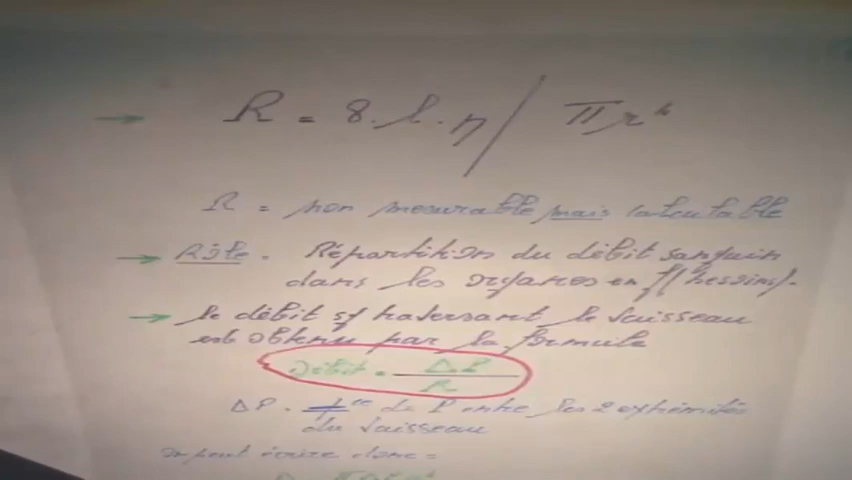 → R = 8.l.η / π r⁴
R = non mesurable mais calculable
→ Rôle = Répartition du débit sanguin
dans les organes en f(besoins).
→ le débit sg traversant le vaisseau
est obtenu par la formule
Débit = ΔP / R
ΔP = ≠ce de P entre les 2 extrémités
du vaisseau
on peut écrire donc =